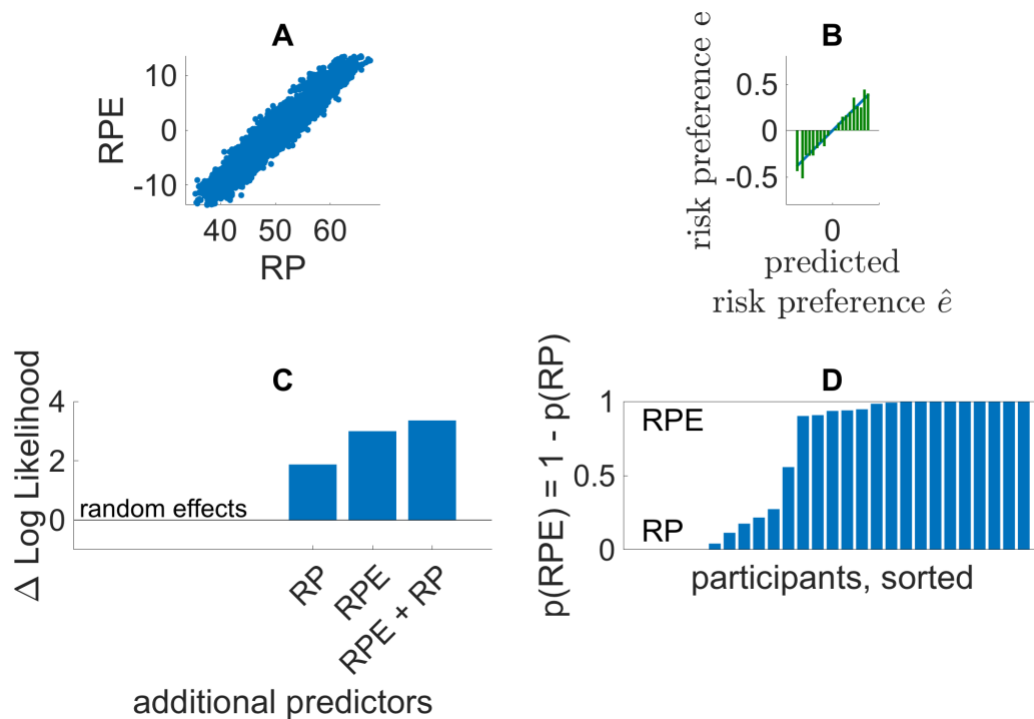 A
RPE
10
0
-10
40 50 60
RP
B
risk preference e
0.5
0
-0.5
0
predicted
risk preference ê
C
Δ Log Likelihood
4
2
0
random effects
RP
RPE
RPE + RP
additional predictors
D
p(RPE) = 1 - p(RP)
1
0.5
0
RPE
RP
participants, sorted